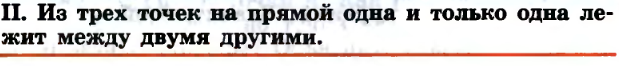 II. Из трех точек на прямой одна и только одна ле-
жит между двумя другими.